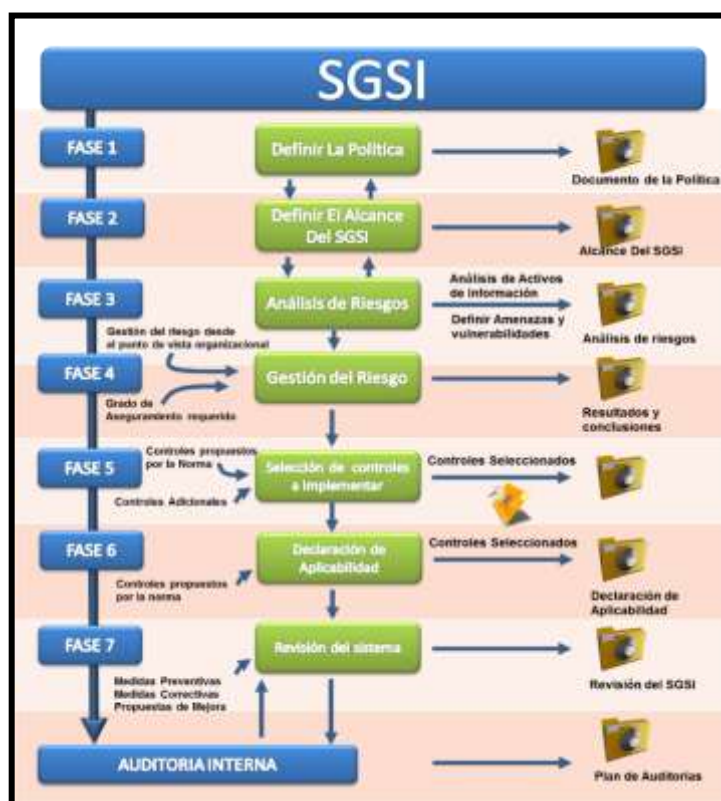 SGSI
FASE 1
Definir La Política
Documento de la Política
FASE 2
Definir El Alcance
Del SGSI
Alcance Del SGSI
FASE 3
Análisis de Riesgos
Análisis de Activos
de Información
Definir Amenazas y
vulnerabilidades
Análisis de riesgos
Gestión del riesgo desde
el punto de vista organizacional
FASE 4
Gestión del Riesgo
Grado de
Aseguramiento requerido
Resultados y
conclusiones
FASE 5
Controles propuestos
por la Norma
Controles Adicionales
Selección de controles
a Implementar
Controles Seleccionados
FASE 6
Controles propuestos
por la norma
Declaración de
Aplicabilidad
Controles Seleccionados
Declaración de
Aplicabilidad
FASE 7
Revisión del sistema
Medidas Preventivas
Medidas Correctivas
Propuestas de Mejora
Revisión del SGSI
AUDITORIA INTERNA
Plan de Auditorias